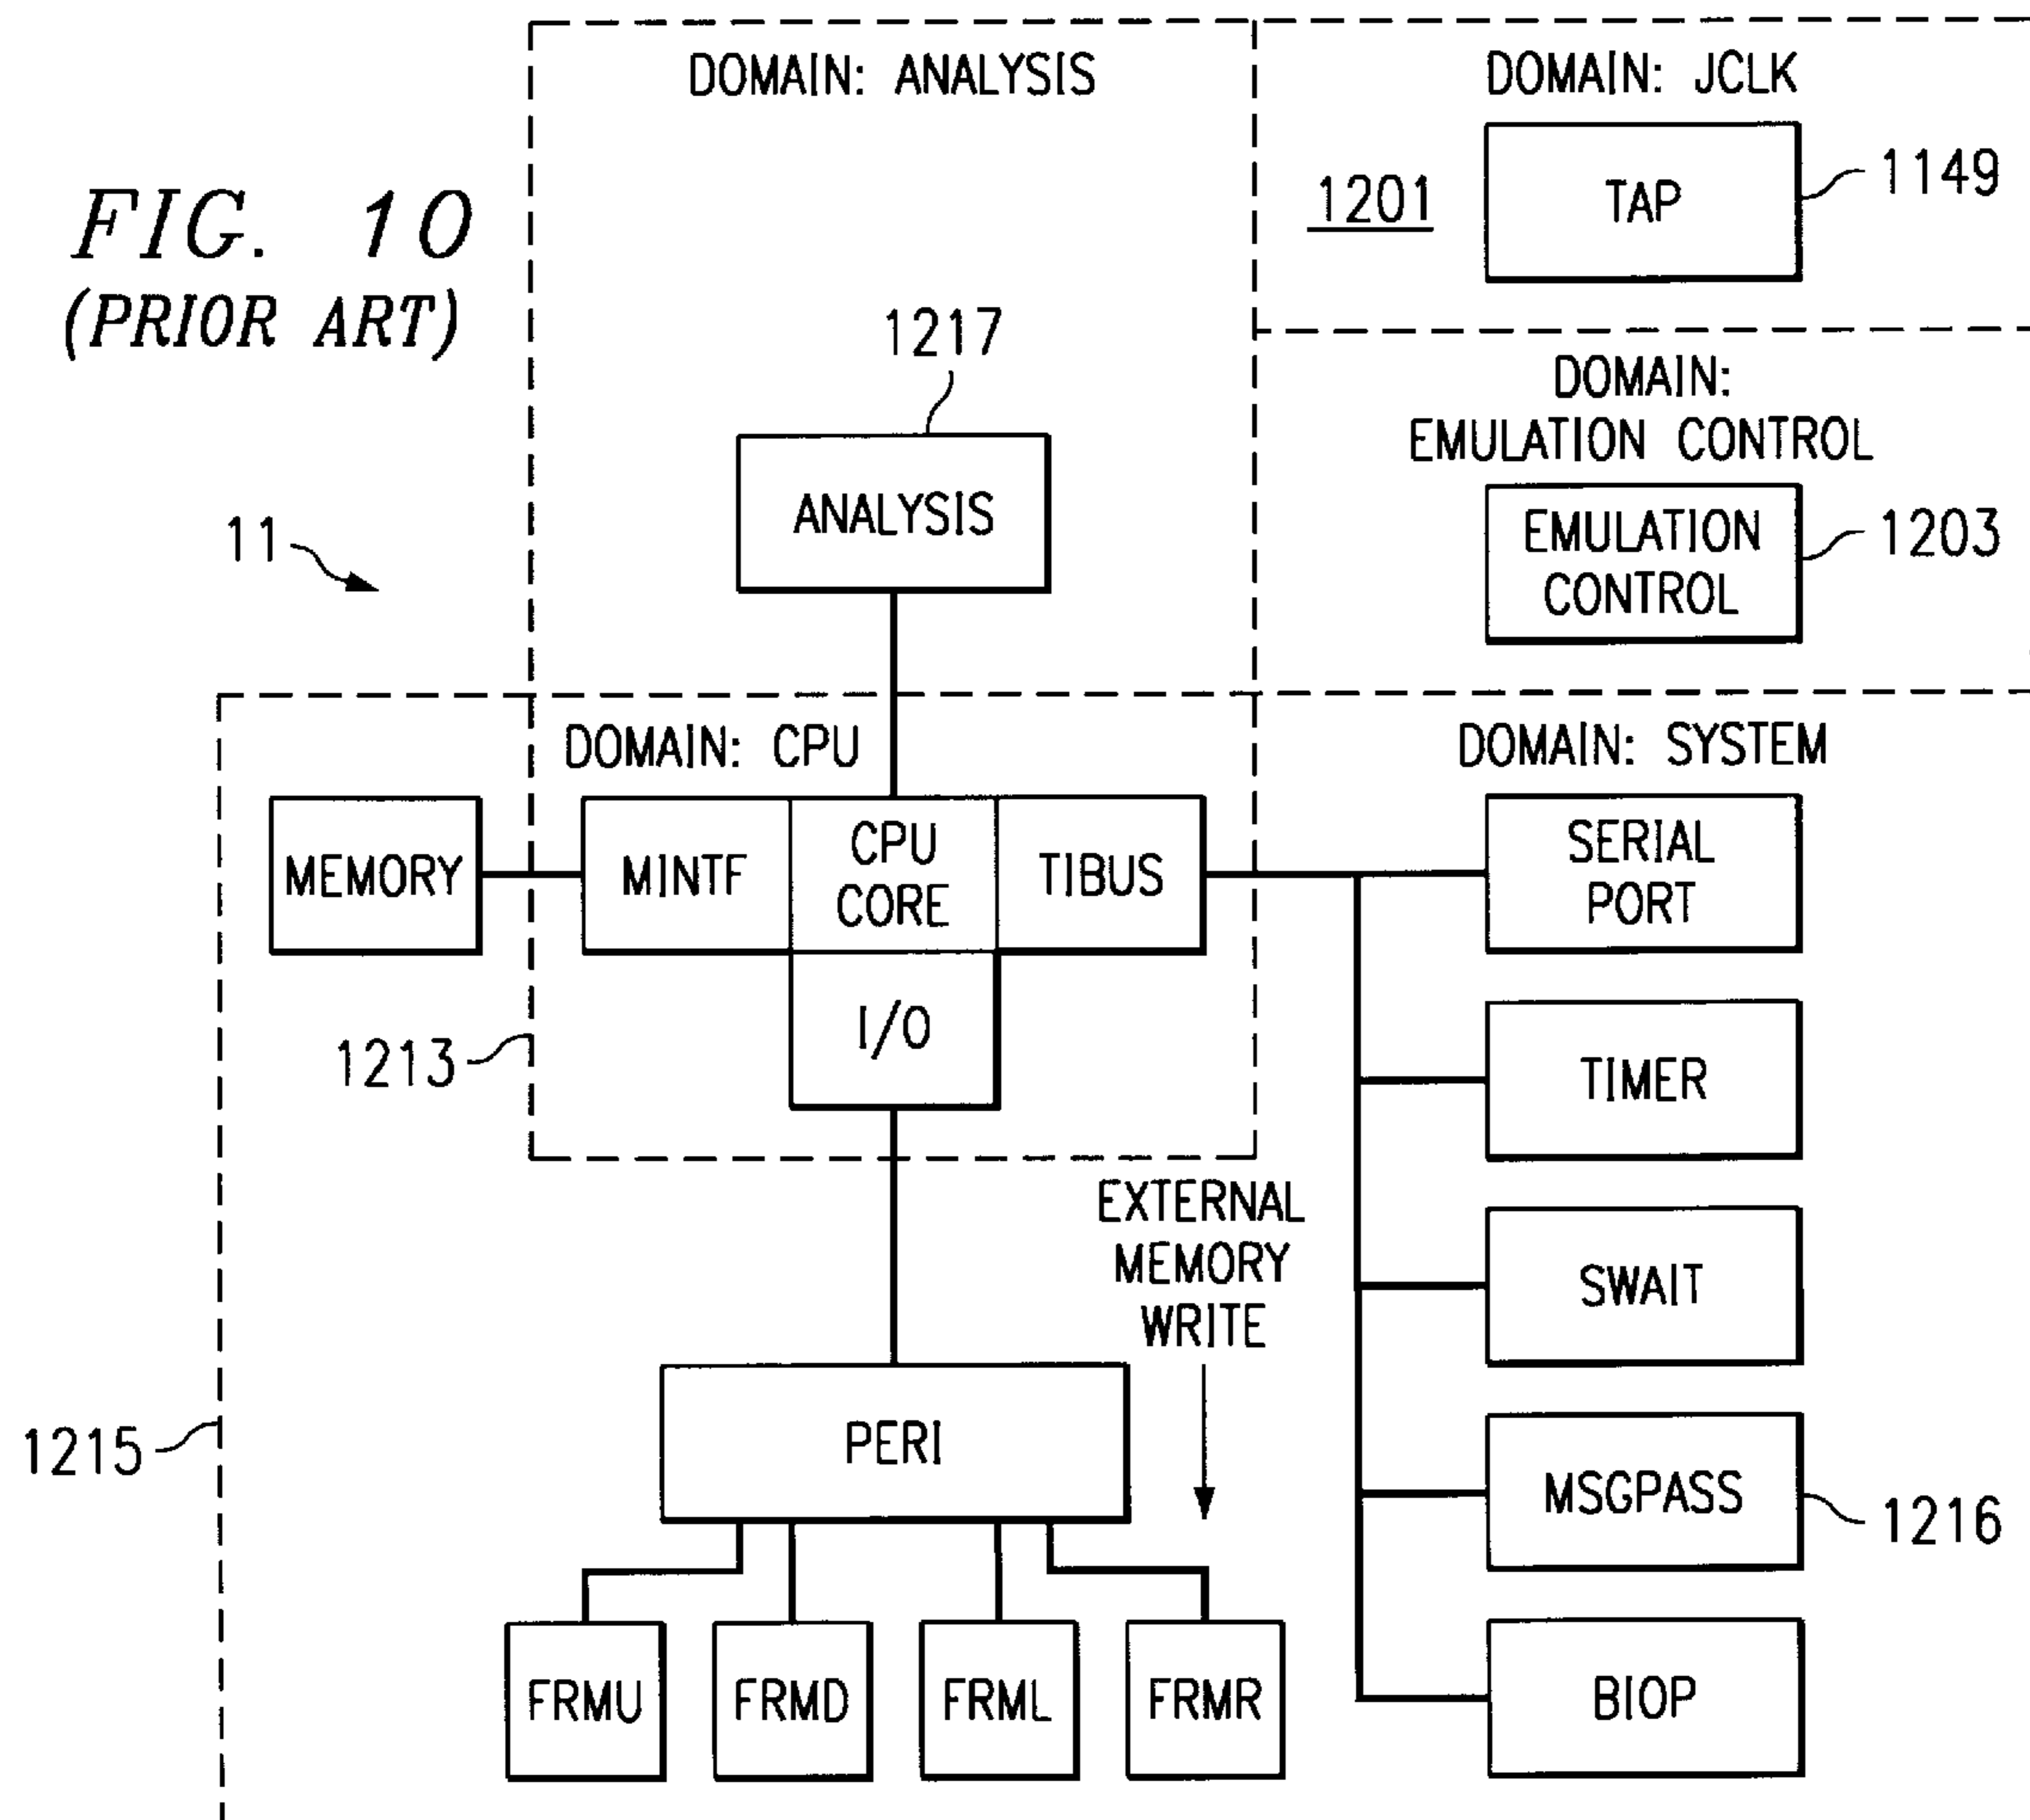 FIG. 10
(PRIOR ART)
DOMAIN: ANALYSIS
DOMAIN: JCLK
1201
TAP
1149
1217
ANALYSIS
11
DOMAIN:
EMULATION CONTROL
EMULATION
CONTROL
1203
DOMAIN: CPU
DOMAIN: SYSTEM
MEMORY
MINTF
CPU
CORE
TIBUS
I/O
1213
SERIAL
PORT
TIMER
SWAIT
MSGPASS
1216
BIOP
EXTERNAL
MEMORY
WRITE
PERI
1215
FRMU
FRMD
FRML
FRMR